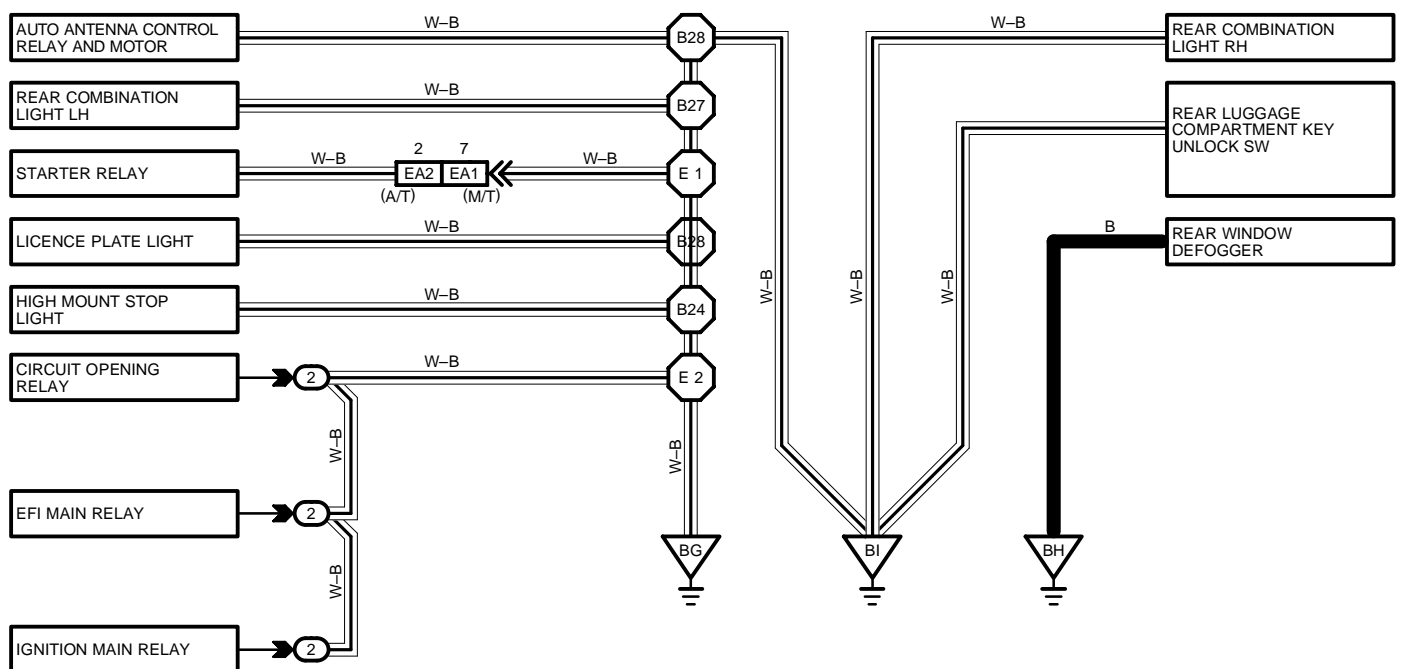 AUTO ANTENNA CONTROL
RELAY AND MOTOR
W–B
B28
W–B
REAR COMBINATION
LIGHT RH
REAR COMBINATION
LIGHT LH
W–B
B27
REAR LUGGAGE
COMPARTMENT KEY
UNLOCK SW
STARTER RELAY
W–B
2 7
EA2 EA1
(A/T) (M/T)
W–B
E 1
LICENCE PLATE LIGHT
W–B
B28
B
REAR WINDOW
DEFOGGER
HIGH MOUNT STOP
LIGHT
W–B
B24
W–B
W–B
W–B
CIRCUIT OPENING
RELAY
2
W–B
E 2
W–B
W–B
EFI MAIN RELAY
2
BG
BI
BH
W–B
IGNITION MAIN RELAY
2